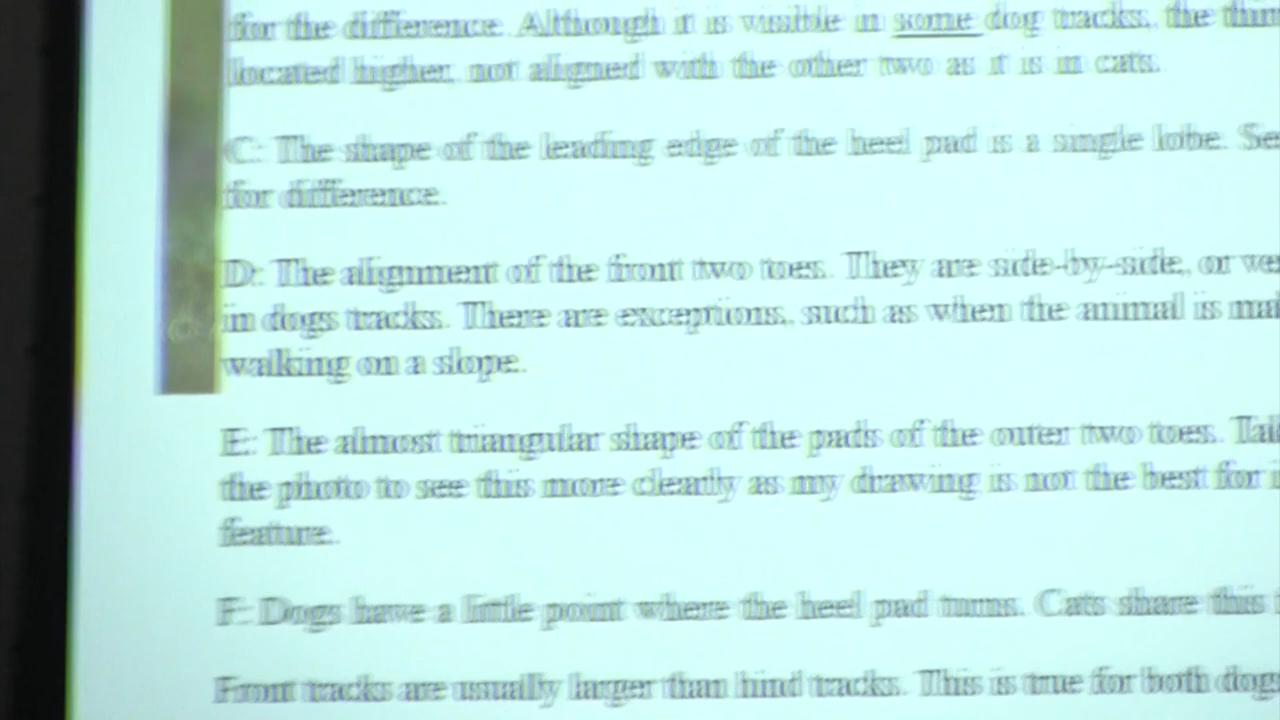 for the difference. Although it is visible in some dog tracks, the
located higher, not aligned with the other two as it is in cats.
C: The shape of the leading edge of the heel pad is a single lobe.
for difference.
D: The alignment of the front two toes. They are side-by-side, or
in dogs tracks. There are exceptions, such as when the animal is
walking on a slope.
E: The almost triangular shape of the pads of the outer two toes.
the photo to see this more clearly as my drawing is not the best for
feature.
F: Dogs have a little point where the heel pad turns. Cats share this
Front tracks are usually larger than hind tracks. This is true for both dogs